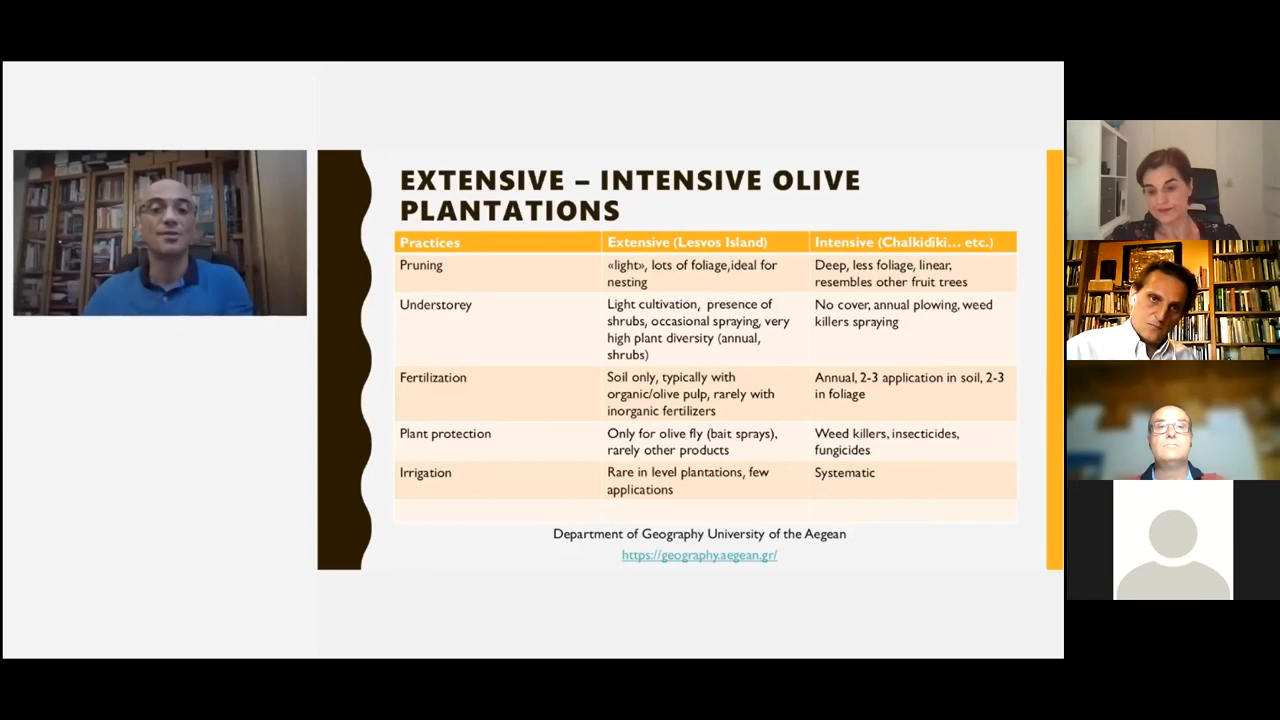 EXTENSIVE – INTENSIVE OLIVE
PLANTATIONS
Practices
Extensive (Lesvos Island)
Intensive (Chalkidiki... etc.)
Pruning
«light», lots of foliage,ideal for
nesting
Deep, less foliage, linear,
resembles other fruit trees
Understorey
Light cultivation, presence of
shrubs, occasional spraying, very
high plant diversity (annual,
shrubs)
No cover, annual plowing, weed
killers spraying
Fertilization
Soil only, typically with
organic/olive pulp, rarely with
inorganic fertilizers
Annual, 2-3 application in soil, 2-3
in foliage
Plant protection
Only for olive fly (bait sprays),
rarely other products
Weed killers, insecticides,
fungicides
Irrigation
Rare in level plantations, few
applications
Systematic
Department of Geography University of the Aegean
https://geography.aegean.gr/